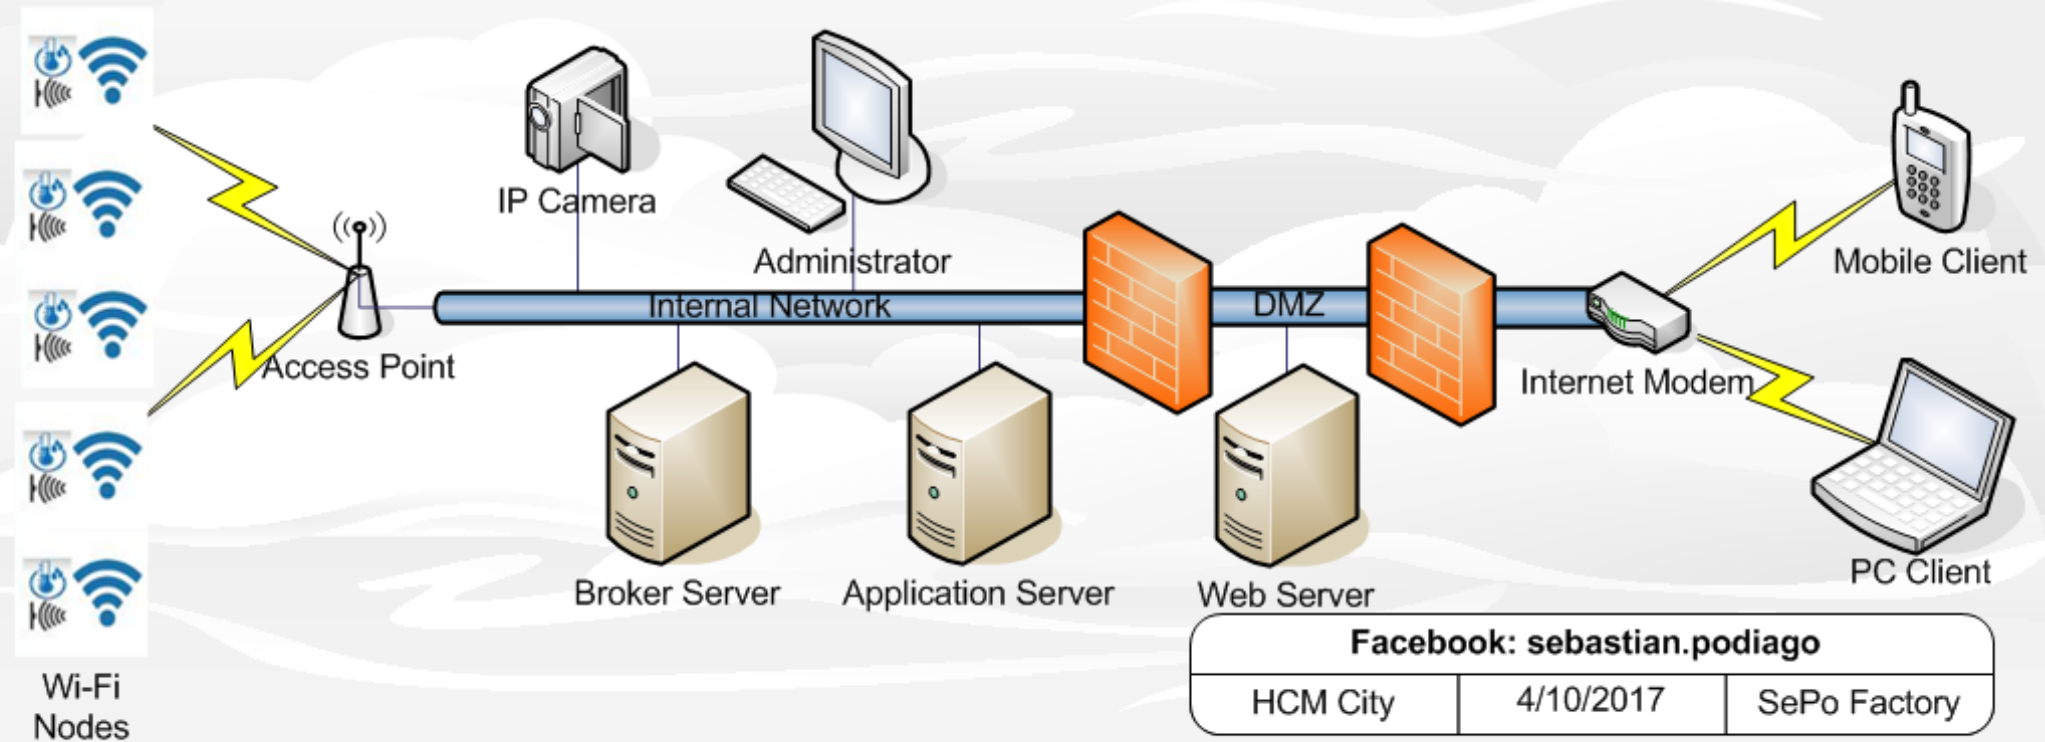 IP Camera
Administrator
Mobile Client
Internal Network
DMZ
Access Point
Internet Modem
Broker Server
Application Server
Web Server
PC Client
Wi-Fi
Nodes
Facebook: sebastian.podiago
HCM City
4/10/2017
SePo Factory